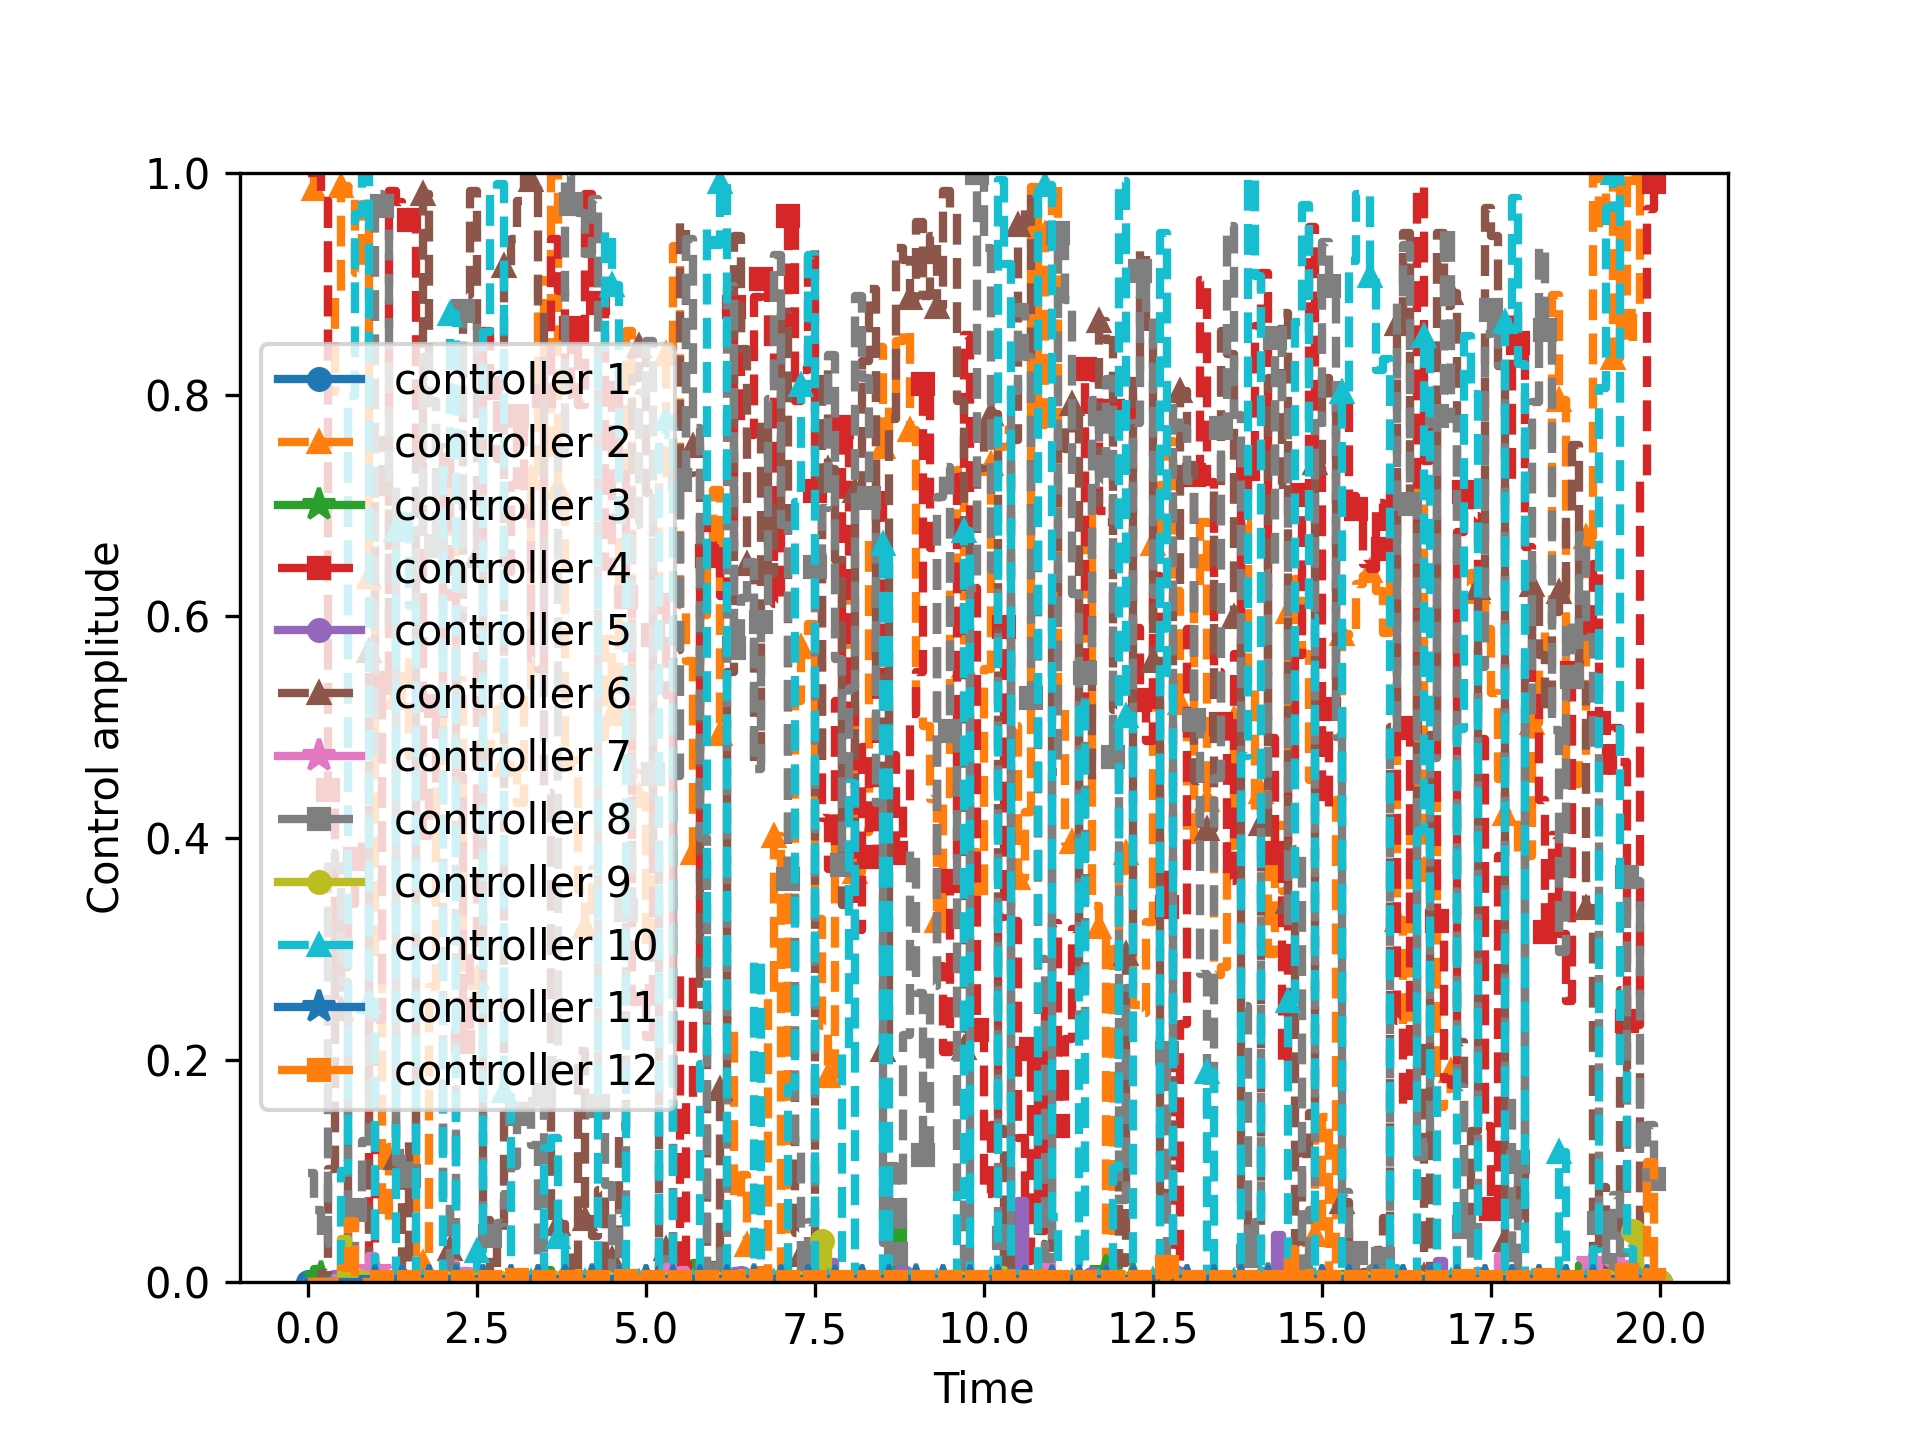 1.0
0.8
0.6
0.4
0.2
0.0
Control amplitude
controller 1
controller 2
controller 3
controller 4
controller 5
controller 6
controller 7
controller 8
controller 9
controller 10
controller 11
controller 12
0.0 2.5 5.0 7.5 10.0 12.5 15.0 17.5 20.0
Time